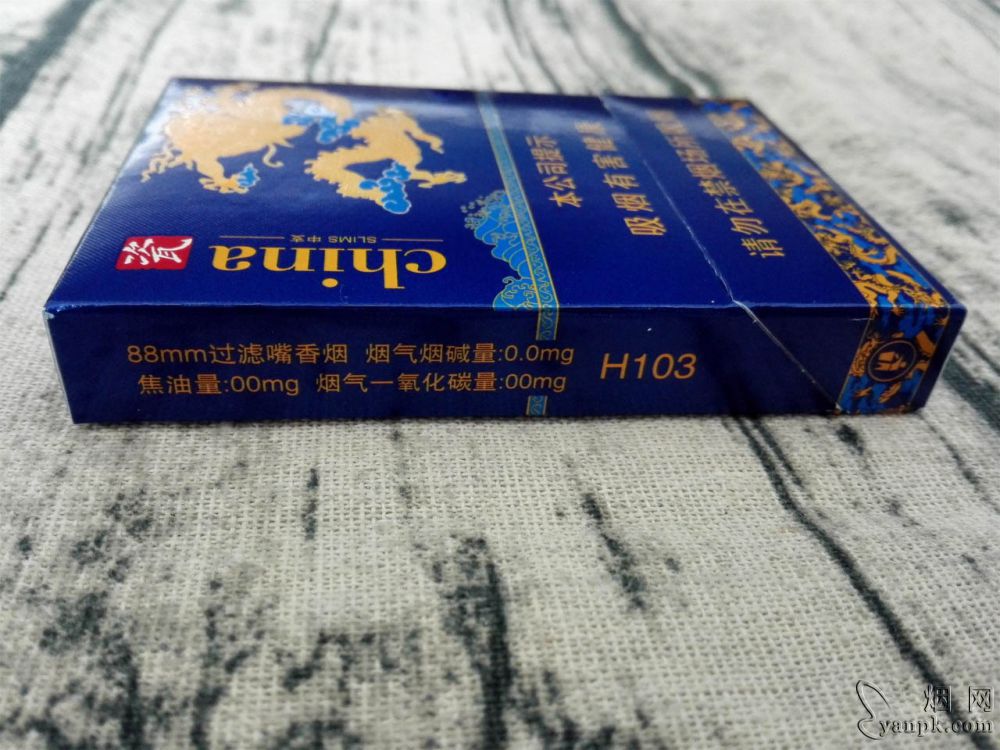 瓷
china
SLIMS 中支
本公司提示
吸烟有害健康
请勿在禁烟场所吸烟
88mm过滤嘴香烟 烟气烟碱量:0.0mg
焦油量:00mg 烟气一氧化碳量:00mg
H103
烟网
yanpk.com